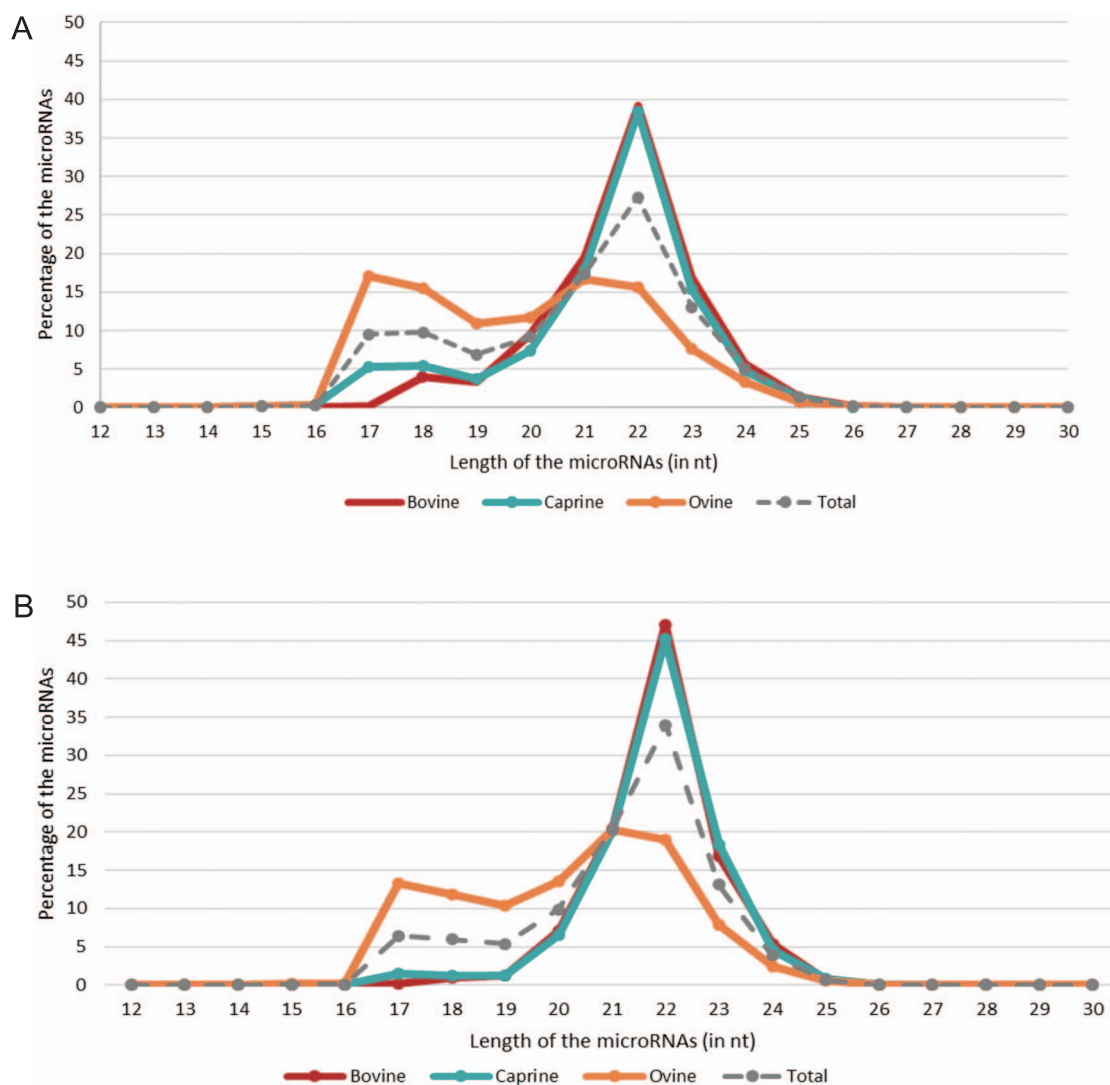 A
50
45
40
35
30
25
20
15
10
5
0
Percentage of the microRNAs
12 13 14 15 16 17 18 19 20 21 22 23 24 25 26 27 28 29 30
Length of the microRNAs (in nt)
Bovine Caprine Ovine Total
B
50
45
40
35
30
25
20
15
10
5
0
Percentage of the microRNAs
12 13 14 15 16 17 18 19 20 21 22 23 24 25 26 27 28 29 30
Length of the microRNAs (in nt)
Bovine Caprine Ovine Total